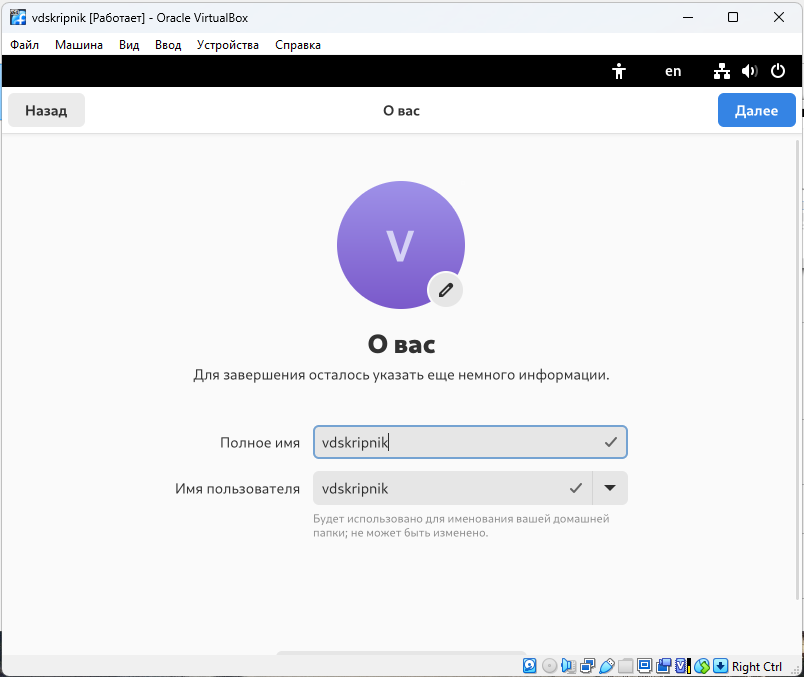 vdskripnik [Работает] - Oracle VirtualBox
Файл Машина Вид Ввод Устройства Справка
en
Назад О вас Далее
V
О вас
Для завершения осталось указать еще немного информации.
Полное имя vdskripnik
Имя пользователя vdskripnik
Будет использовано для именования вашей домашней
папки; не может быть изменено.
Right Ctrl